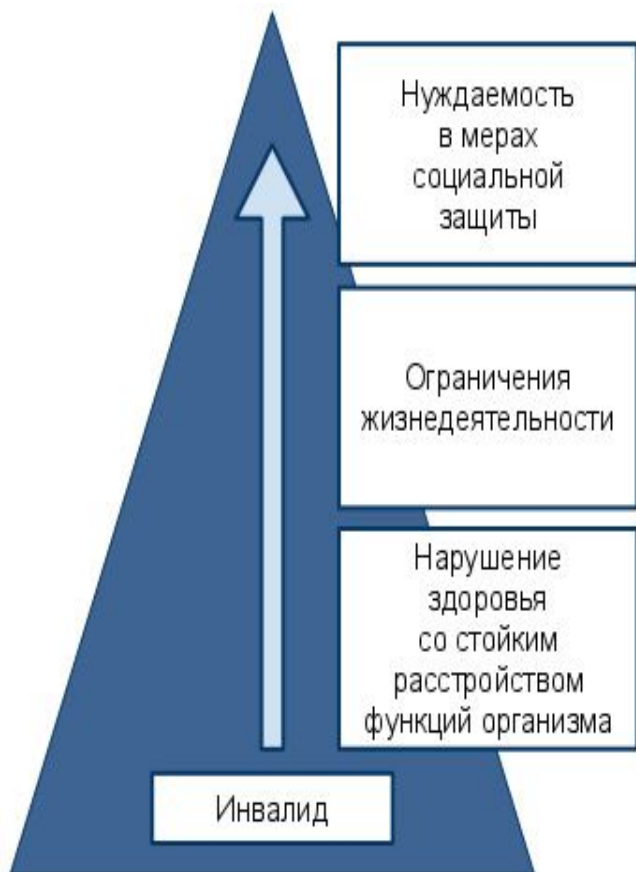 Нуждаемость
в мерах
социальной
защиты
Ограничения
жизнедеятельности
Нарушение
здоровья
со стойким
расстройством
функций организма
Инвалид